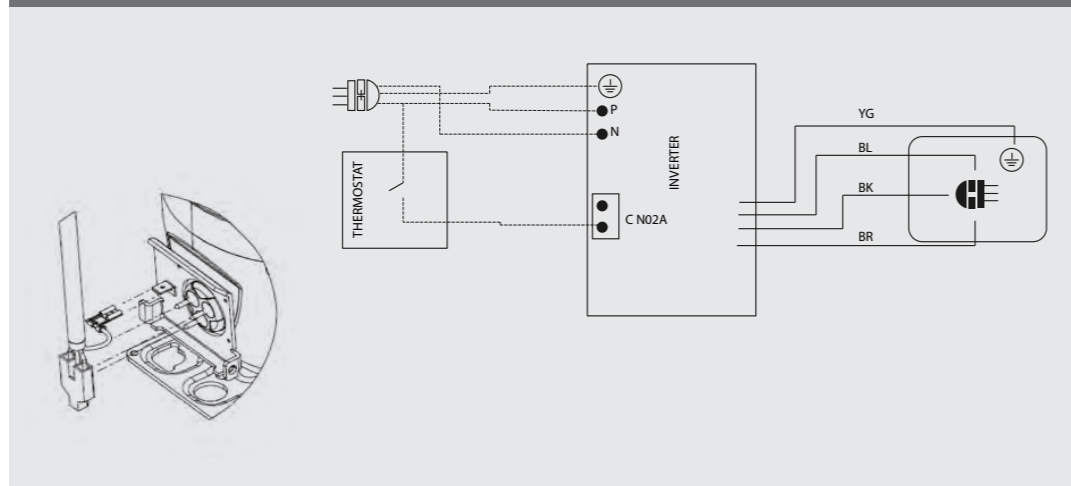 P
N
THERMOSTAT
INVERTER
C N02A
YG
BL
BK
BR